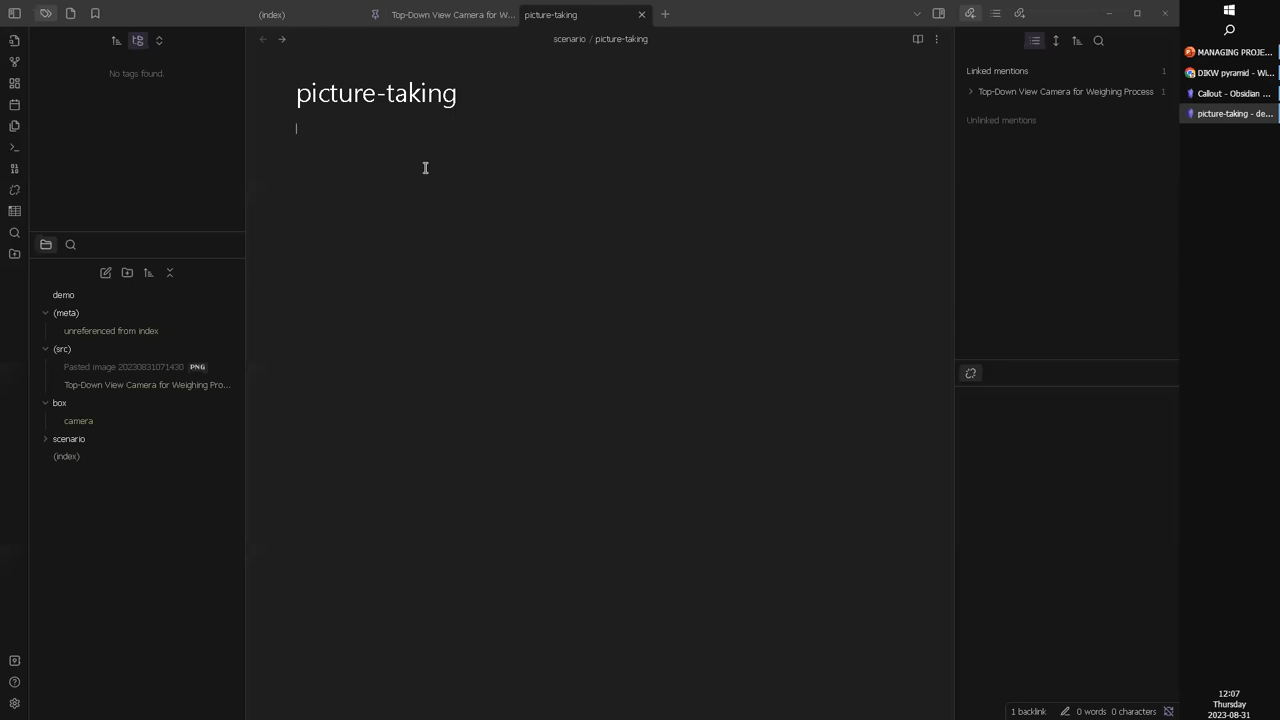 (index)
Top-Down View Camera for W...
picture-taking
scenario / picture-taking
No tags found.
picture-taking
demo
(meta)
unreferenced from index
(src)
Pasted image 20230831071430 PNG
Top-Down View Camera for Weighing Pro...
box
camera
scenario
(index)
Linked mentions 1
Top-Down View Camera for Weighing Process 1
Unlinked mentions
1 backlink 0 words 0 characters
MANAGING PROJE...
DIKW pyramid - Wi...
Callout - Obsidian ...
picture-taking - de...
12:07
Thursday
2023-08-31